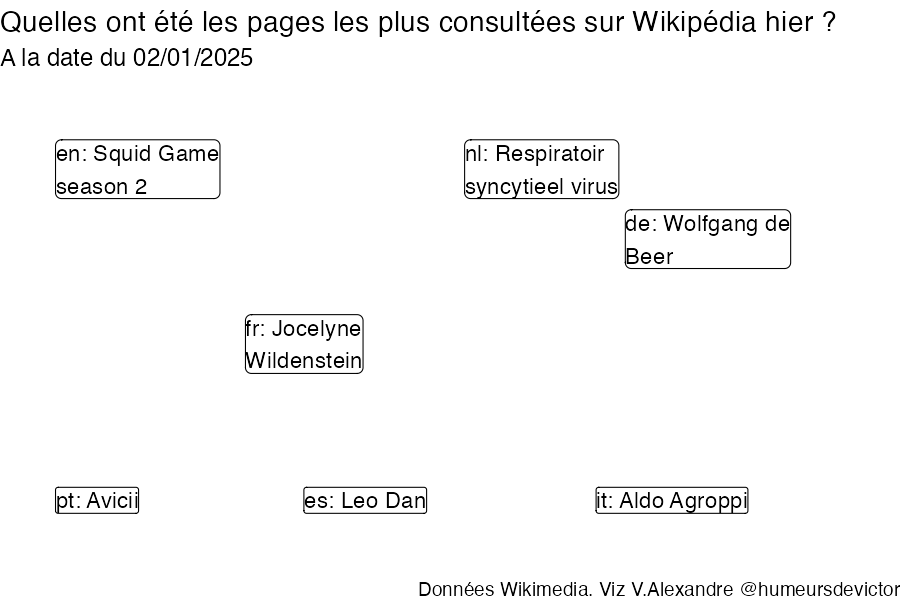 Quelles ont été les pages les plus consultées sur Wikipédia hier ?
A la date du 02/01/2025
en: Squid Game
season 2
nl: Respiratoir
syncytieel virus
de: Wolfgang de
Beer
fr: Jocelyne
Wildenstein
pt: Avicii
es: Leo Dan
it: Aldo Agroppi
Données Wikimedia. Viz V.Alexandre @humeursdevictor